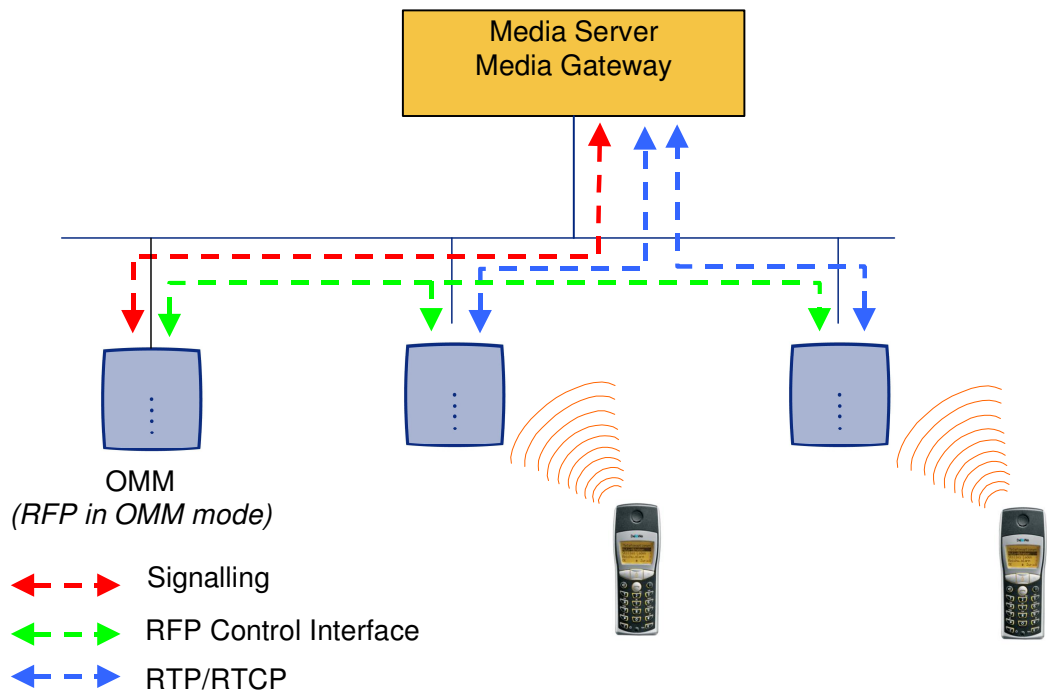 Media Server
Media Gateway
OMM
(RFP in OMM mode)
Signalling
RFP Control Interface
RTP/RTCP